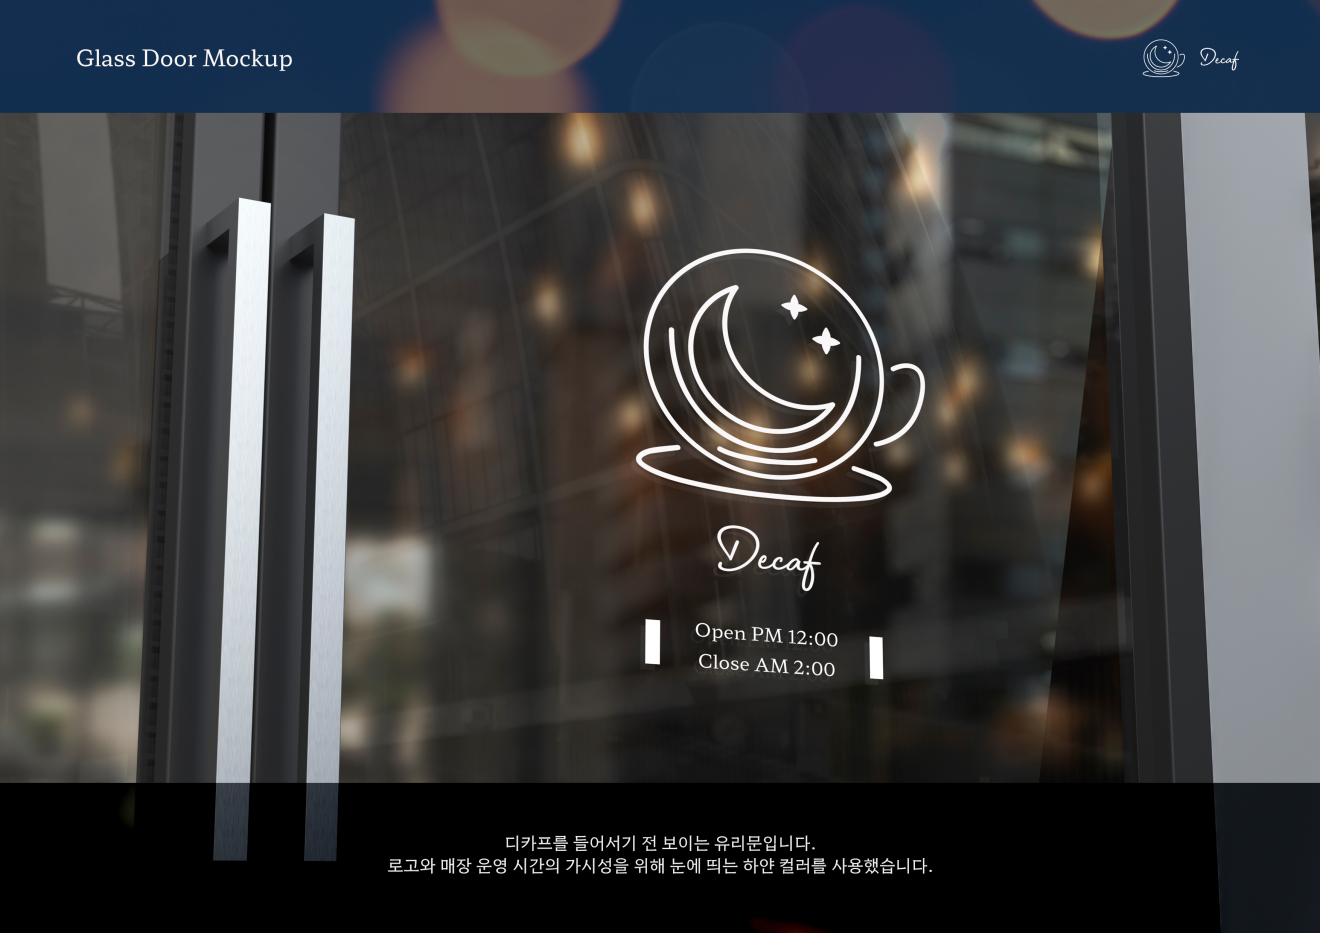 Glass Door Mockup
Decaf
Decaf
Open PM 12:00
Close AM 2:00
디카프를 들어서기 전 보이는 유리문입니다.
로고와 매장 운영 시간의 가시성을 위해 눈에 띄는 하얀 컬러를 사용했습니다.